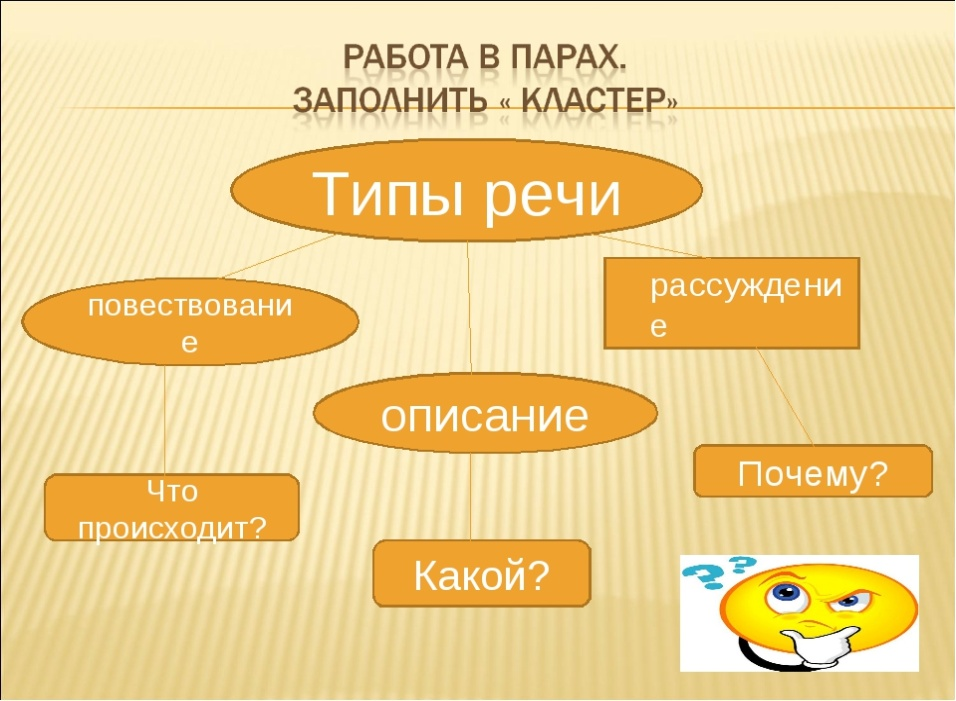 РАБОТА В ПАРАХ.
ЗАПОЛНИТЬ « КЛАСТЕР»
Типы речи
повествовани
е
рассуждени
е
описание
Что
происходит?
Почему?
Какой?
??